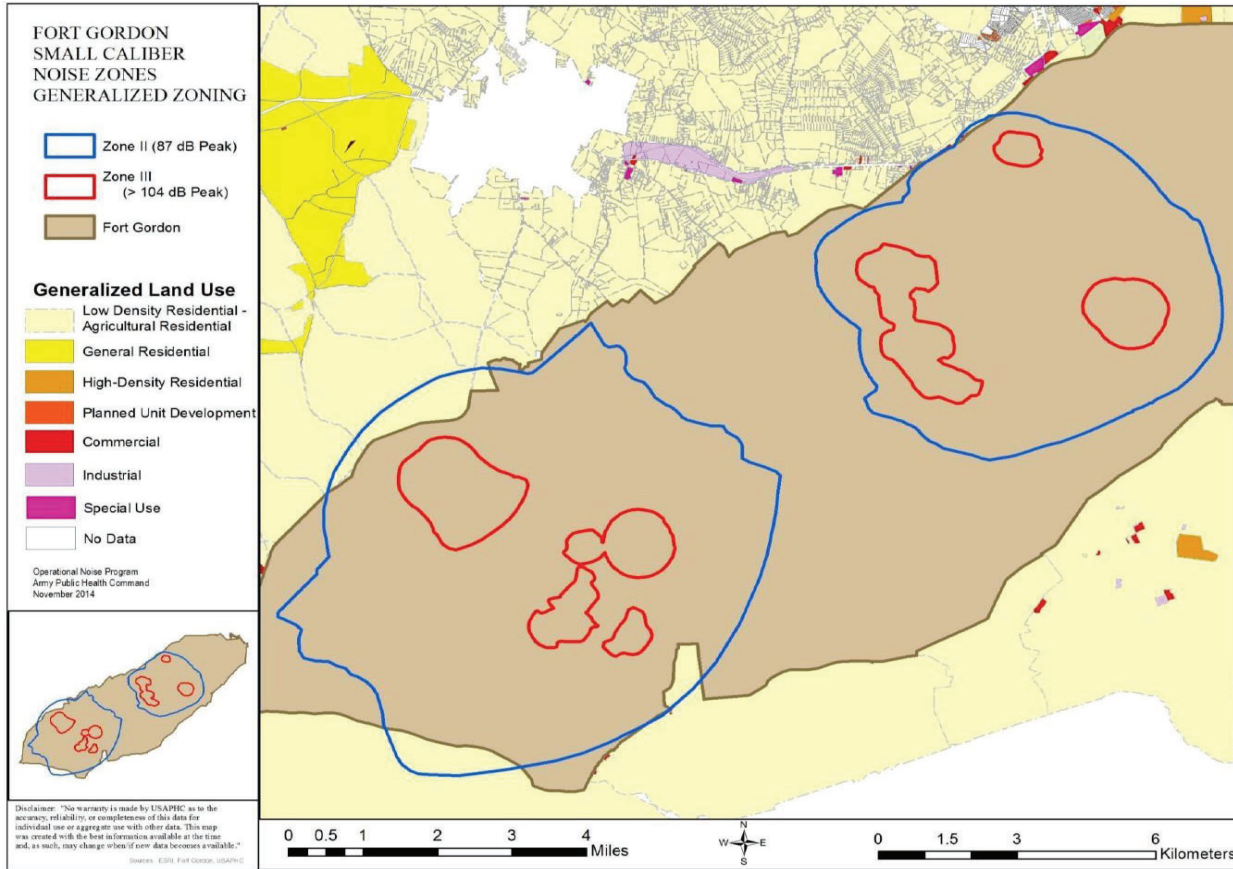 FORT GORDON
SMALL CALIBER
NOISE ZONES
GENERALIZED ZONING
Zone II (87 dB Peak)
Zone III
(> 104 dB Peak)
Fort Gordon
Generalized Land Use
Low Density Residential -
Agricultural Residential
General Residential
High-Density Residential
Planned Unit Development
Commercial
Industrial
Special Use
No Data
Operational Noise Program
Army Public Health Command
November 2014
Disclaimer: "No warranty is made by USAPHC as to the
accuracy, reliability, or completeness of this data for
individual use or aggregate use with other data. This map
was created with the best information available at the time
and, as such, may change when/if new data becomes available."
Sources: ESRI, Fort Gordon, USAPHC
0 0.5 1 2 3 4
Miles
N
W E
S
0 1.5 3 6
Kilometers